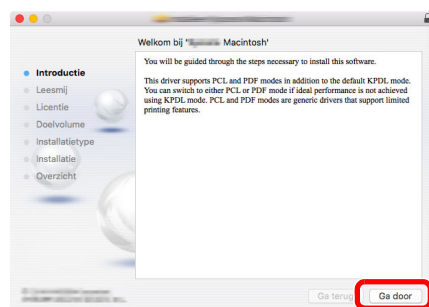 Welkom bij ' Macintosh'
Introductie
Leesmij
Licentie
Doelvolume
Installatietype
Installatie
Overzicht
You will be guided through the steps necessary to install this software.
This driver supports PCL and PDF modes in addition to the default KPDL mode.
You can switch to either PCL or PDF mode if ideal performance is not achieved
using KPDL mode. PCL and PDF modes are generic drivers that support limited
printing features.
Ga terug
Ga door